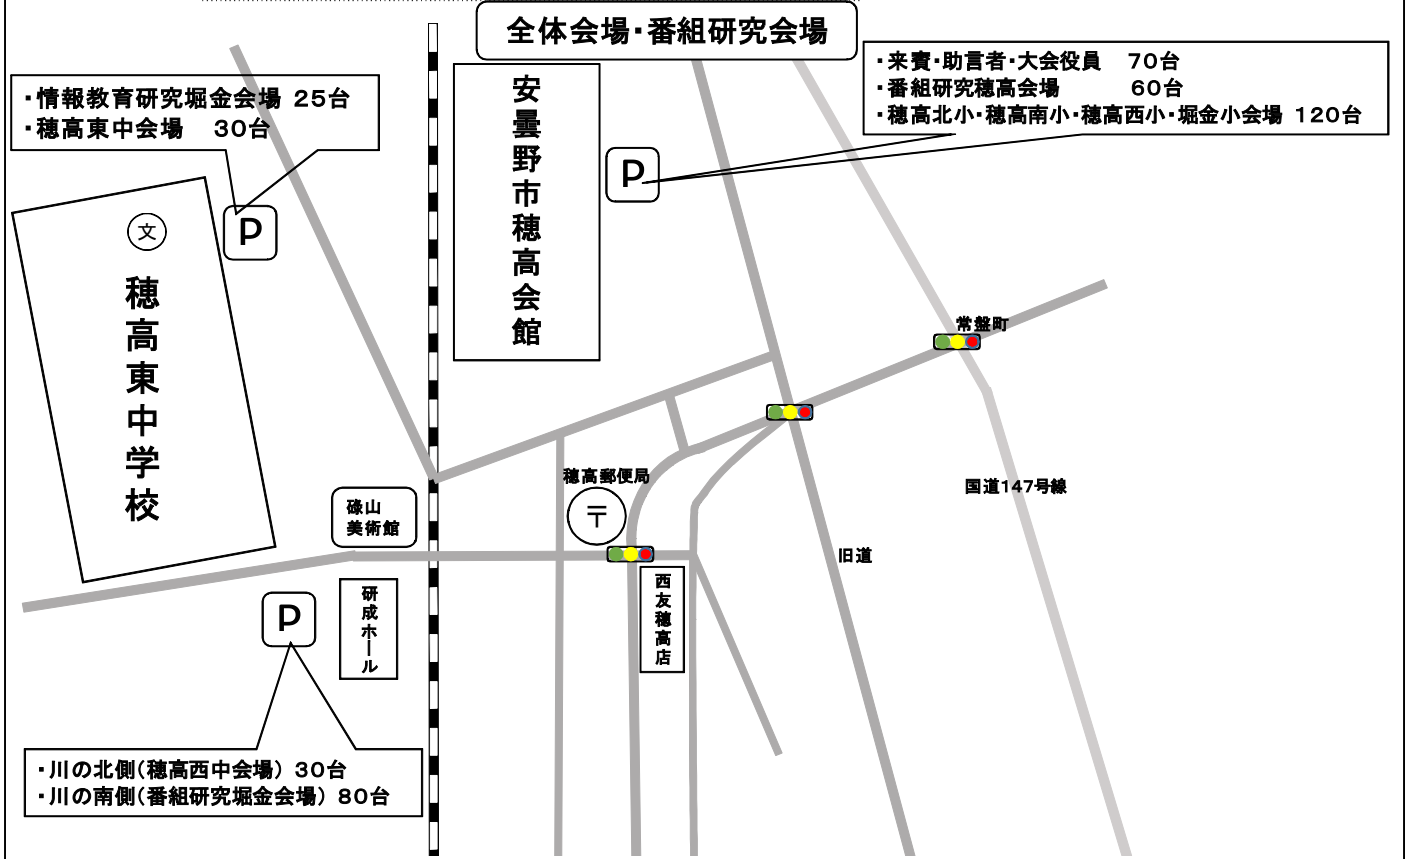 全体会場・番組研究会場
・来賓・助言者・大会役員　70台
・番組研究穂高会場　　　60台
・穂高北小・穂高南小・穂高西小・堀金小会場 120台
・情報教育研究堀金会場 25台
・穂高東中会場　30台
安曇野市穂高会館
P
P
文
穂高東中学校
常盤町
穂高郵便局
〒
国道147号線
碌山
美術館
旧道
西友穂高店
研成ホール
P
・川の北側(穂高西中会場) 30台
・川の南側(番組研究堀金会場) 80台